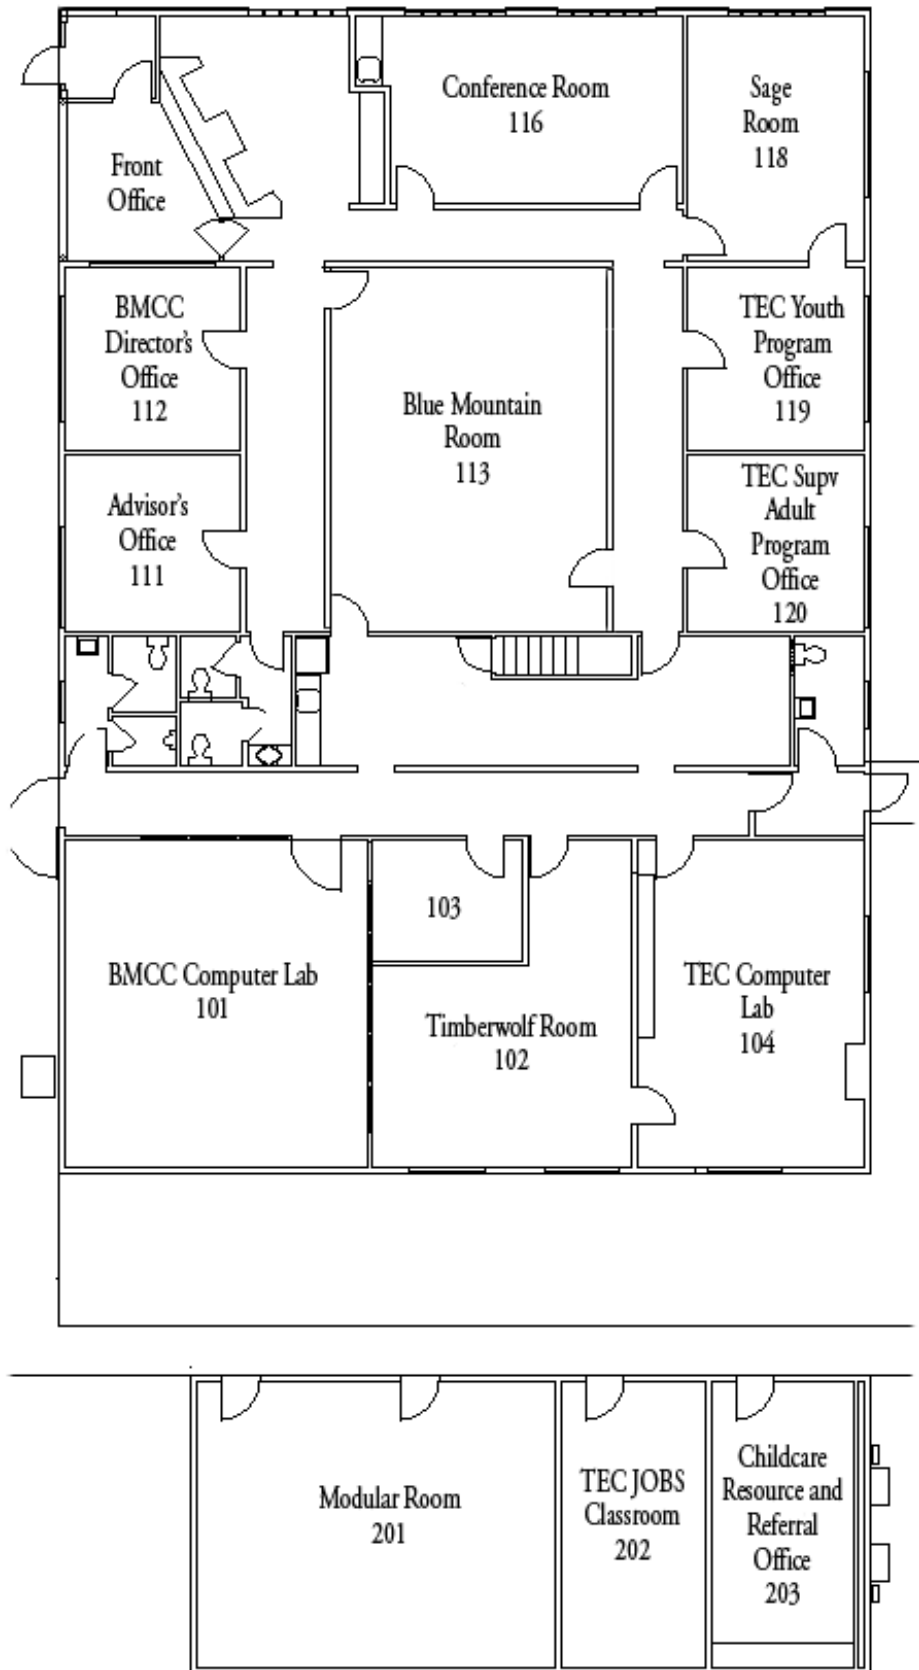 Conference Room
116
Sage
Room
118
Front
Office
BMCC
Director's
Office
112
Blue Mountain
Room
113
TEC Youth
Program
Office
119
Advisor's
Office
111
TEC Supv
Adult
Program
Office
120
103
BMCC Computer Lab
101
Timberwolf Room
102
TEC Computer
Lab
104
Modular Room
201
TEC JOBS
Classroom
202
Childcare
Resource and
Referral
Office
203